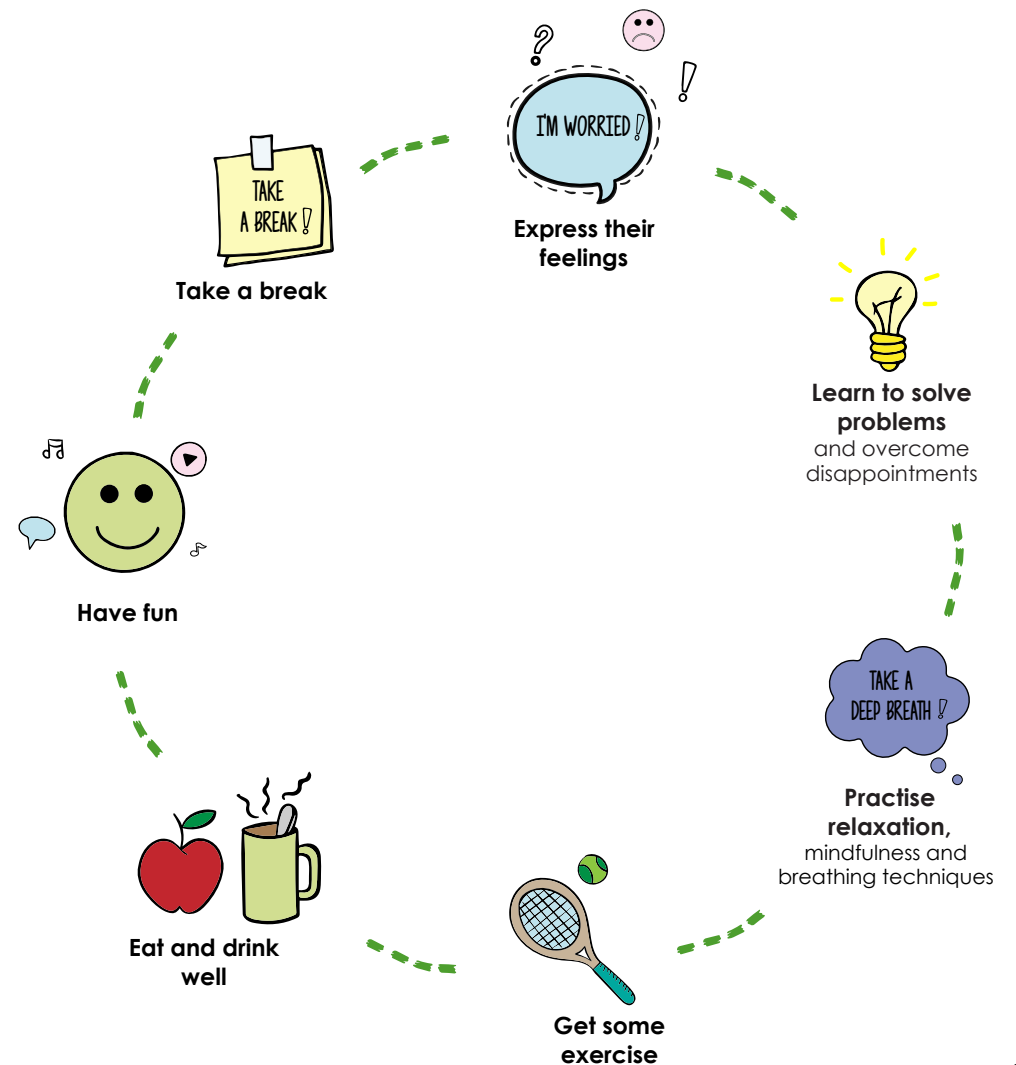 I'M WORRIED!
Express their
feelings
TAKE
A BREAK!
Take a break
Learn to solve
problems
and overcome
disappointments
Have fun
TAKE A
DEEP BREATH!
Practise
relaxation,
mindfulness and
breathing techniques
Eat and drink
well
Get some
exercise